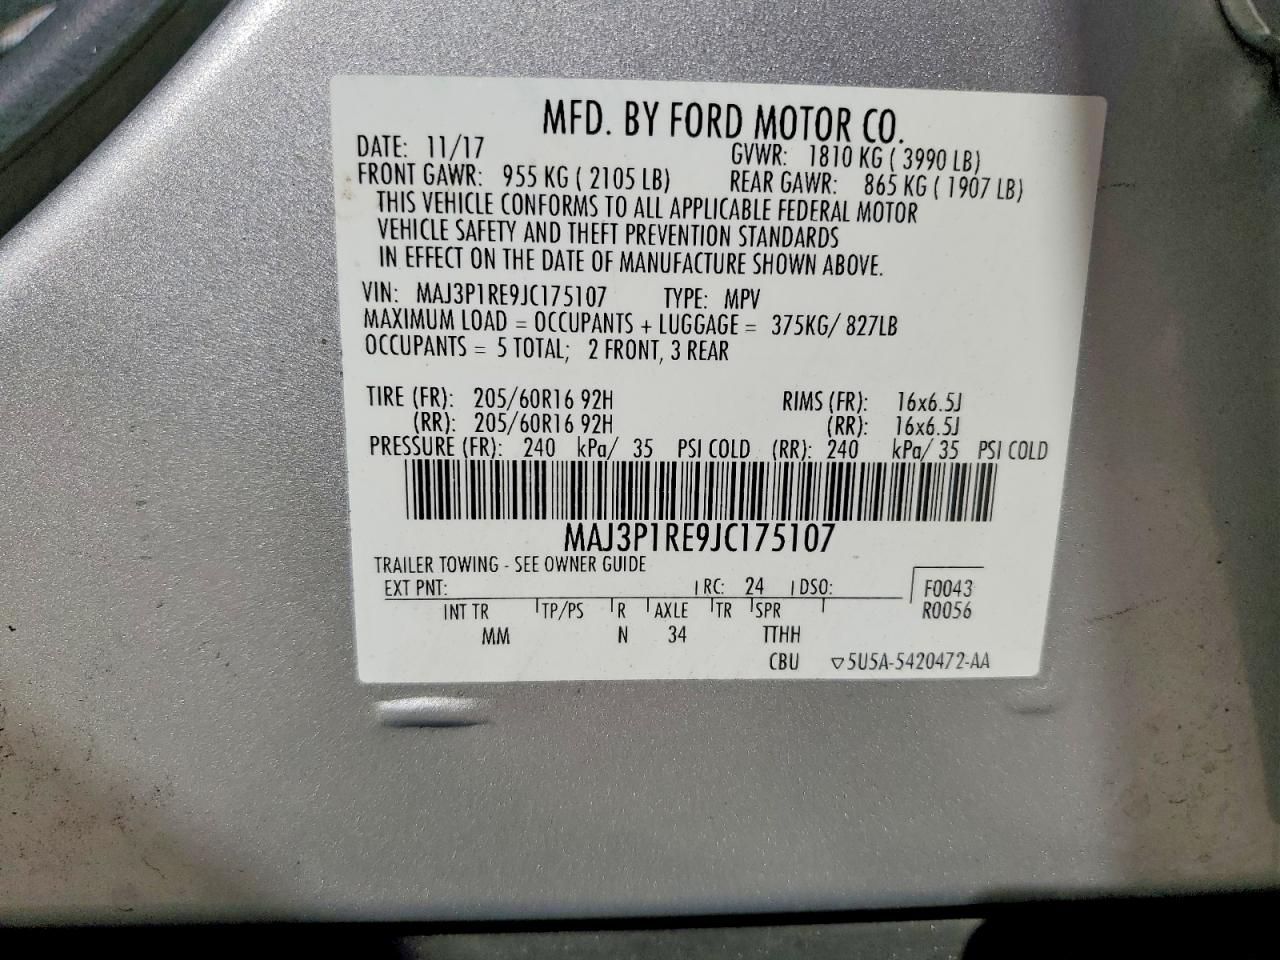 MFD. BY FORD MOTOR CO.
DATE: 11/17 GVWR: 1810 KG ( 3990 LB)
FRONT GAWR: 955 KG ( 2105 LB) REAR GAWR: 865 KG ( 1907 LB)
THIS VEHICLE CONFORMS TO ALL APPLICABLE FEDERAL MOTOR
VEHICLE SAFETY AND THEFT PREVENTION STANDARDS
IN EFFECT ON THE DATE OF MANUFACTURE SHOWN ABOVE.
VIN: MAJ3P1RE9JC175107 TYPE: MPV
MAXIMUM LOAD = OCCUPANTS + LUGGAGE = 375KG/ 827LB
OCCUPANTS = 5 TOTAL; 2 FRONT, 3 REAR
TIRE (FR): 205/60R16 92H RIMS (FR): 16x6.5J
(RR): 205/60R16 92H (RR): 16x6.5J
PRESSURE (FR): 240 kPa/ 35 PSI COLD (RR): 240 kPa/ 35 PSI COLD
MAJ3P1RE9JC175107
TRAILER TOWING - SEE OWNER GUIDE
EXT PNT: RC: 24 DSO: F0043
INT TR TP/PS R AXLE TR SPR R0056
MM N 34 TTHH
CBU ▽5U5A-5420472-AA